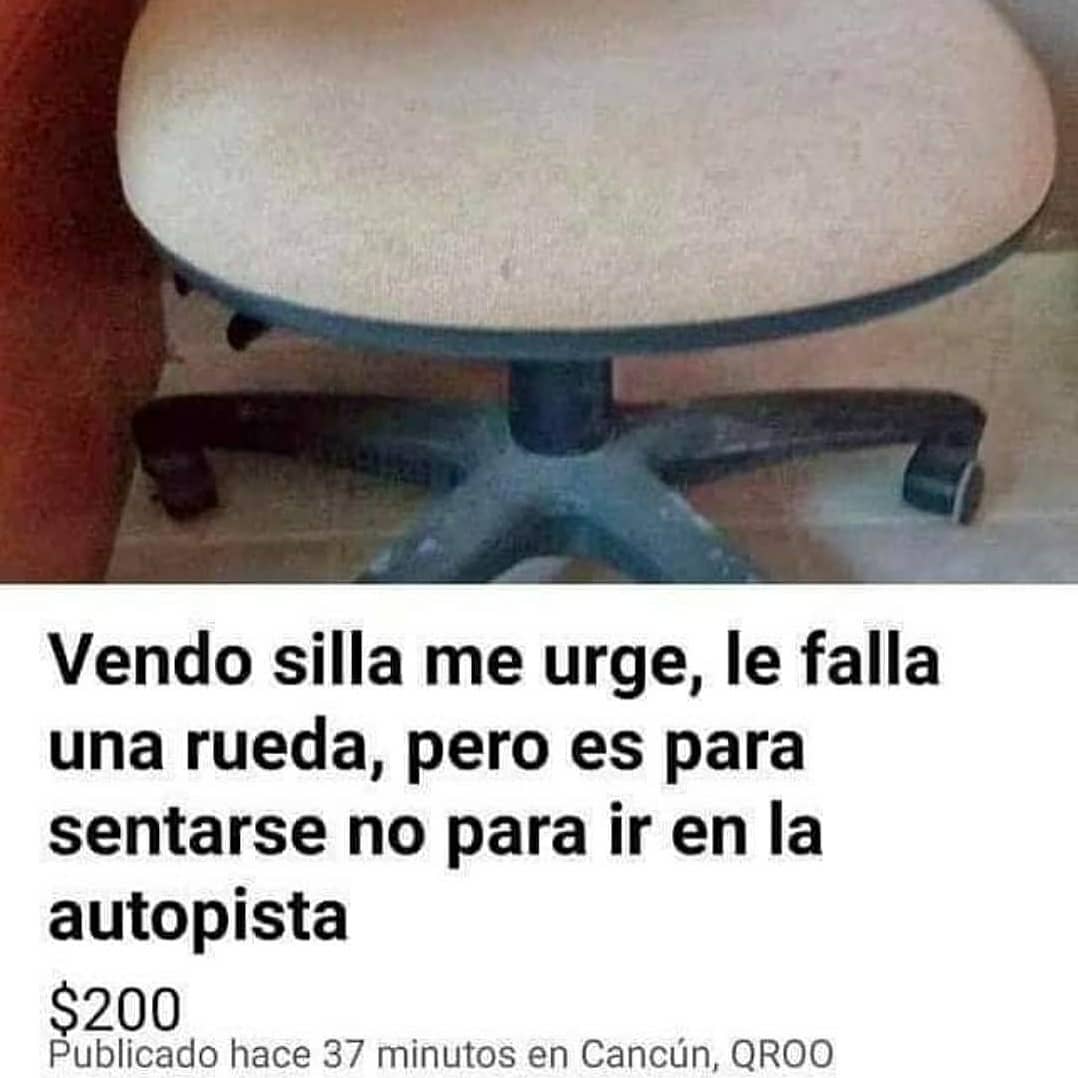 Vendo silla me urge, le falla
una rueda, pero es para
sentarse no para ir en la
autopista
$200
Publicado hace 37 minutos en Cancún, QROO